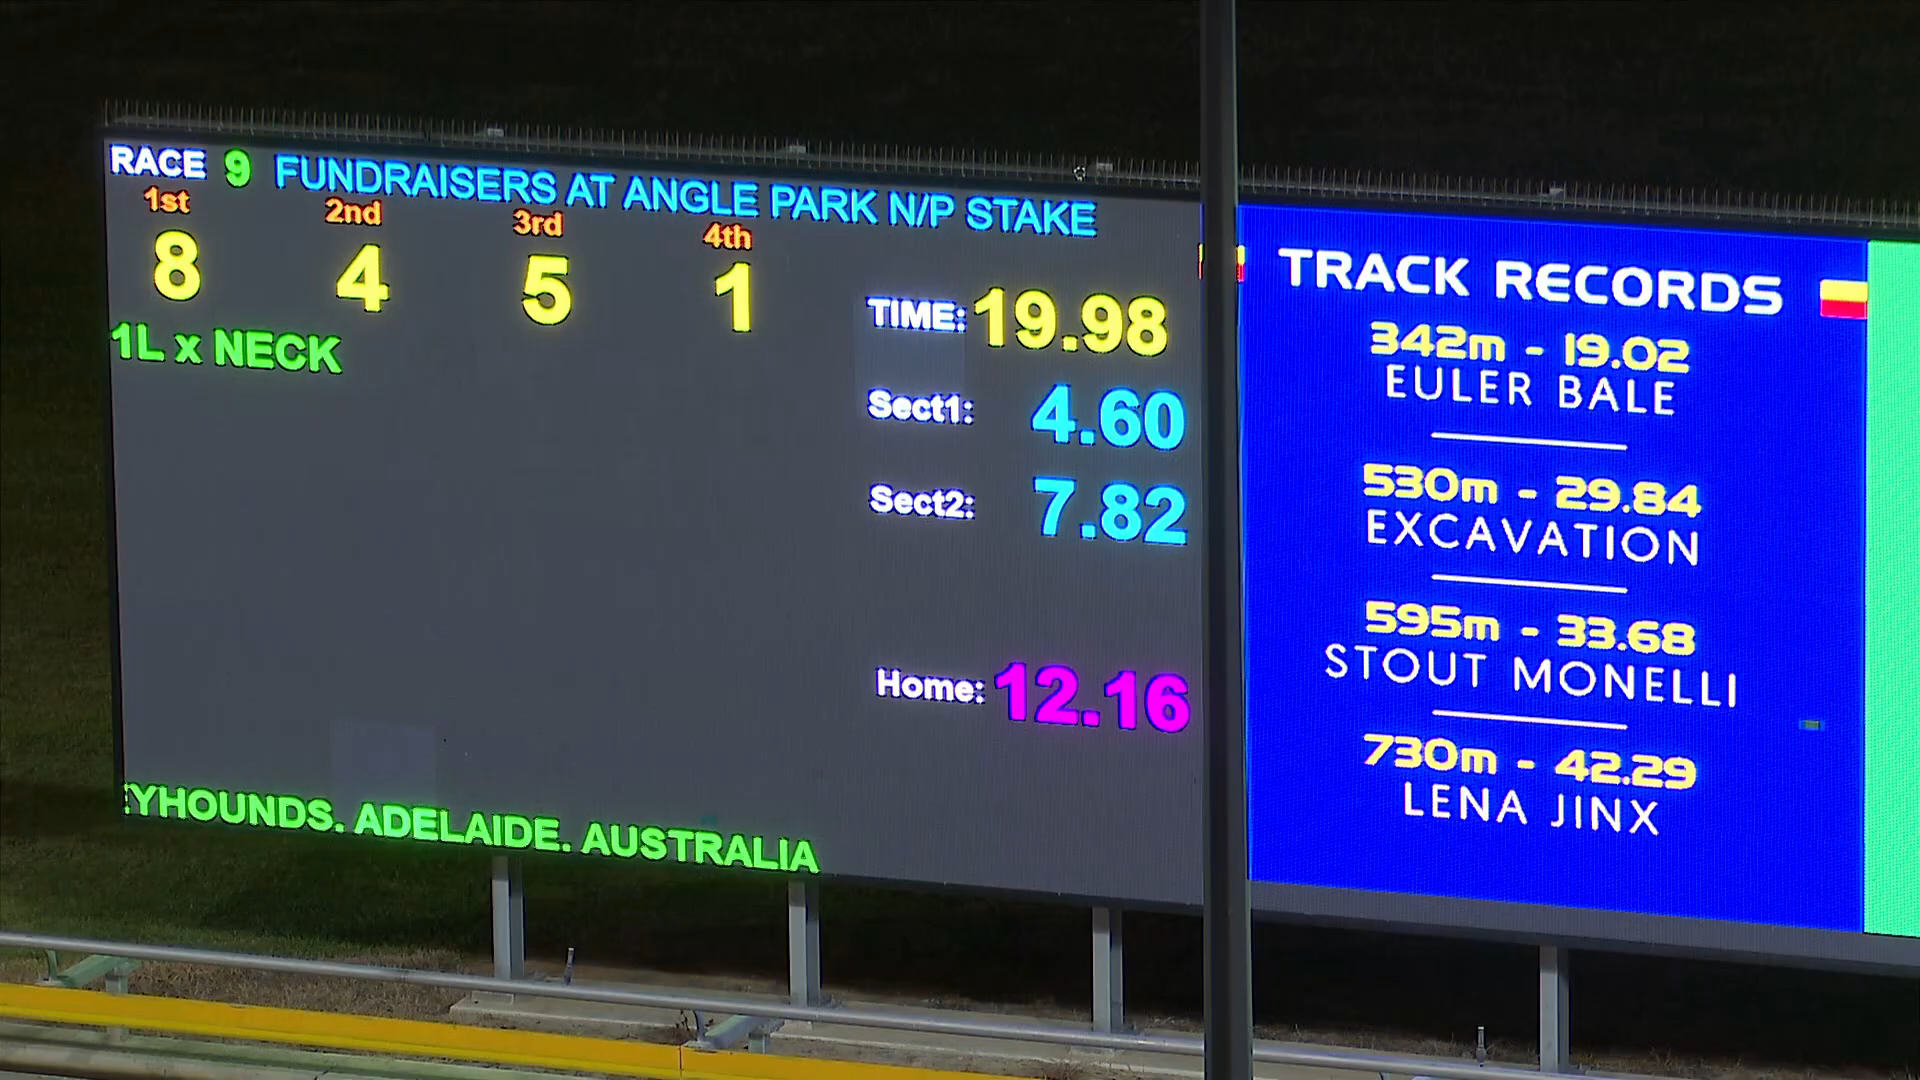 RACE 9 FUNDRAISERS AT ANGLE PARK N/P STAKE
1st 2nd 3rd 4th
8 4 5 1
1L x NECK
TIME: 19.98
Sect1: 4.60
Sect2: 7.82
Home: 12.16
EYHOUNDS. ADELAIDE. AUSTRALIA
TRACK RECORDS
342m - 19.02
EULER BALE
530m - 29.84
EXCAVATION
595m - 33.68
STOUT MONELLI
730m - 42.29
LENA JINX